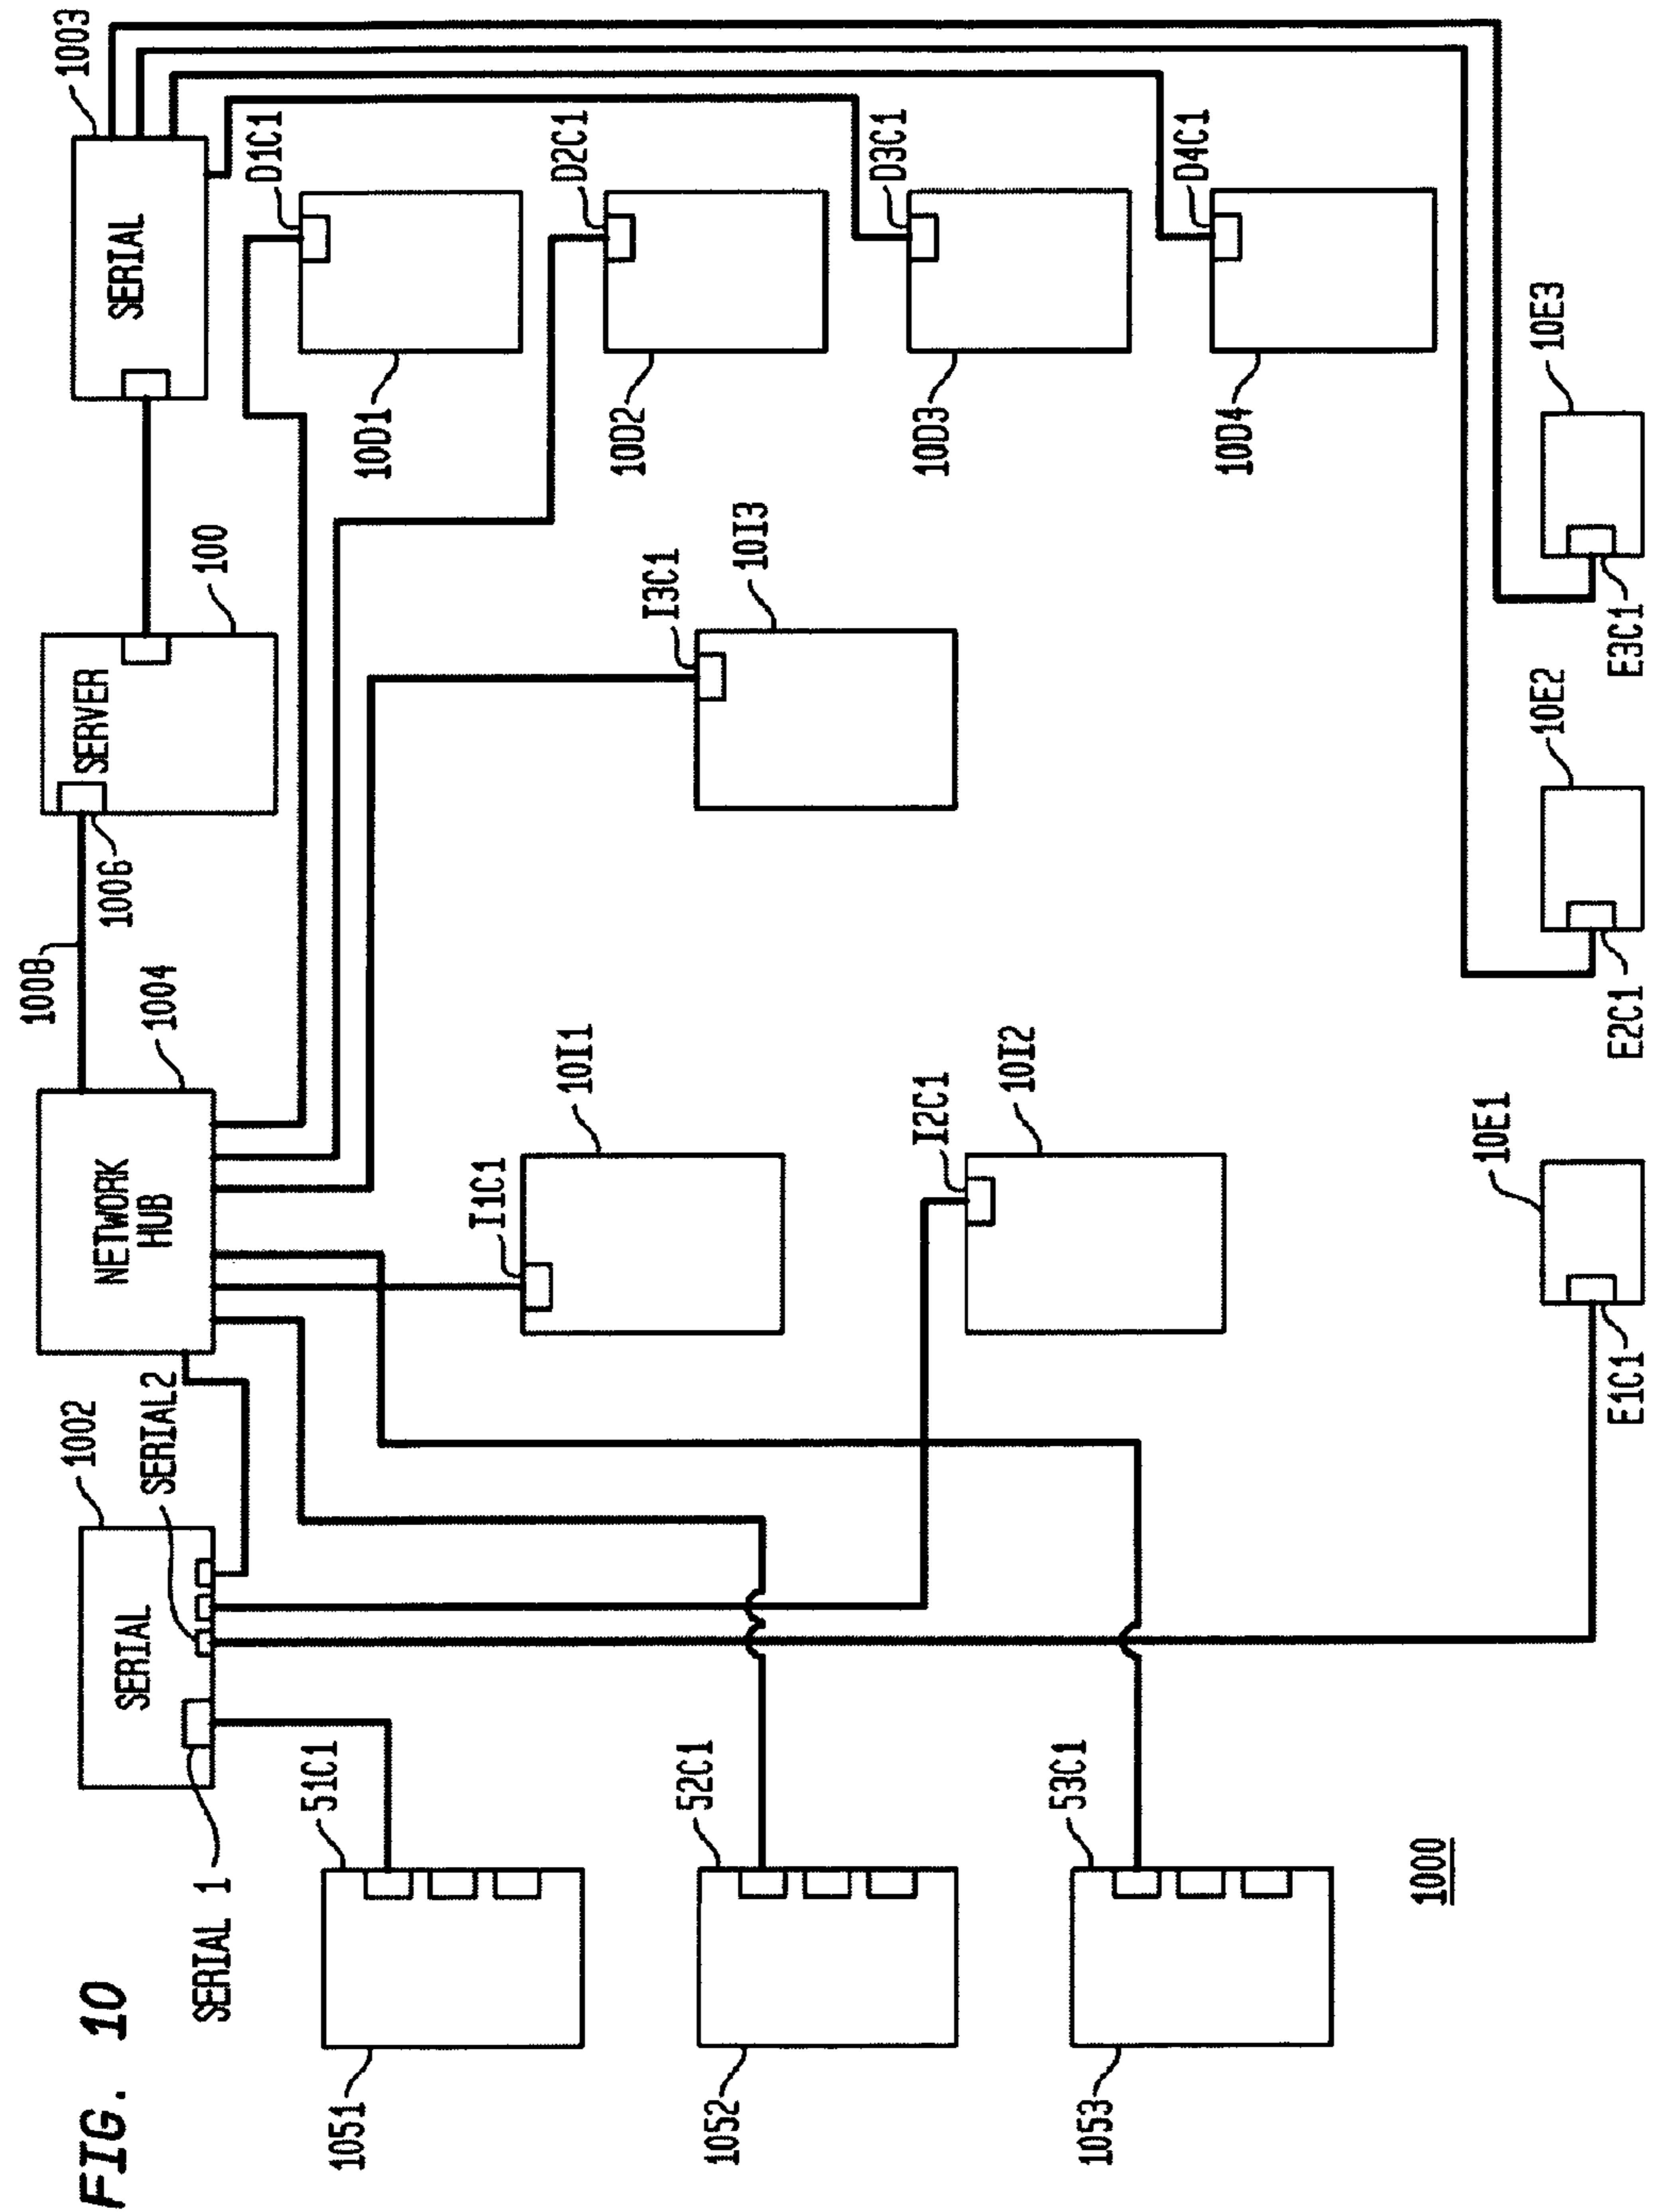 FIG. 10
SERIAL 1
SERIAL
1002
SERIAL2
NETWORK
HUB
1004
1008
SERVER
1006
100
SERIAL
1003
51C1
1051
52C1
1052
53C1
1053
I1C1
10I1
I2C1
10I2
I3C1
10I3
D1C1
10D1
D2C1
10D2
D3C1
10D3
D4C1
10D4
E1C1
10E1
E2C1
10E2
E3C1
10E3
1000